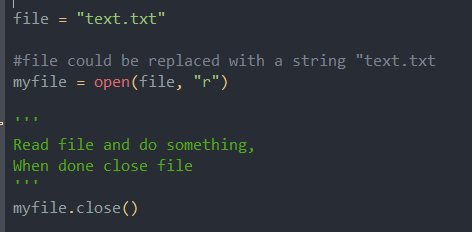 file = "text.txt"
#file could be replaced with a string "text.txt
myfile = open(file, "r")
'''
Read file and do something,
When done close file
'''
myfile.close()